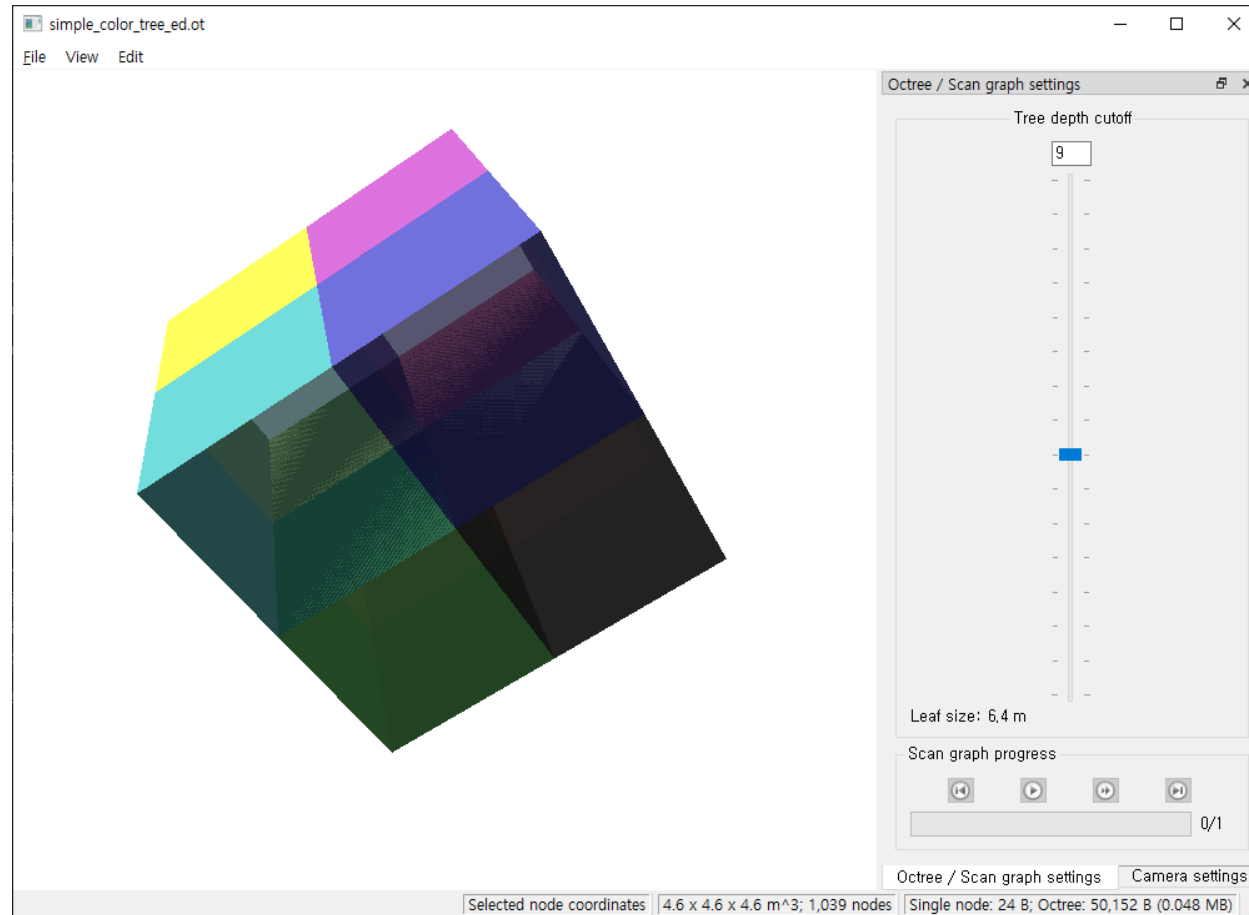 simple_color_tree_ed.ot
File View Edit
Octree / Scan graph settings
Tree depth cutoff
9
Leaf size: 6,4 m
Scan graph progress
0/1
Octree / Scan graph settings Camera settings
Selected node coordinates 4.6 x 4.6 x 4.6 m^3; 1,039 nodes Single node: 24 B; Octree: 50,152 B (0.048 MB)